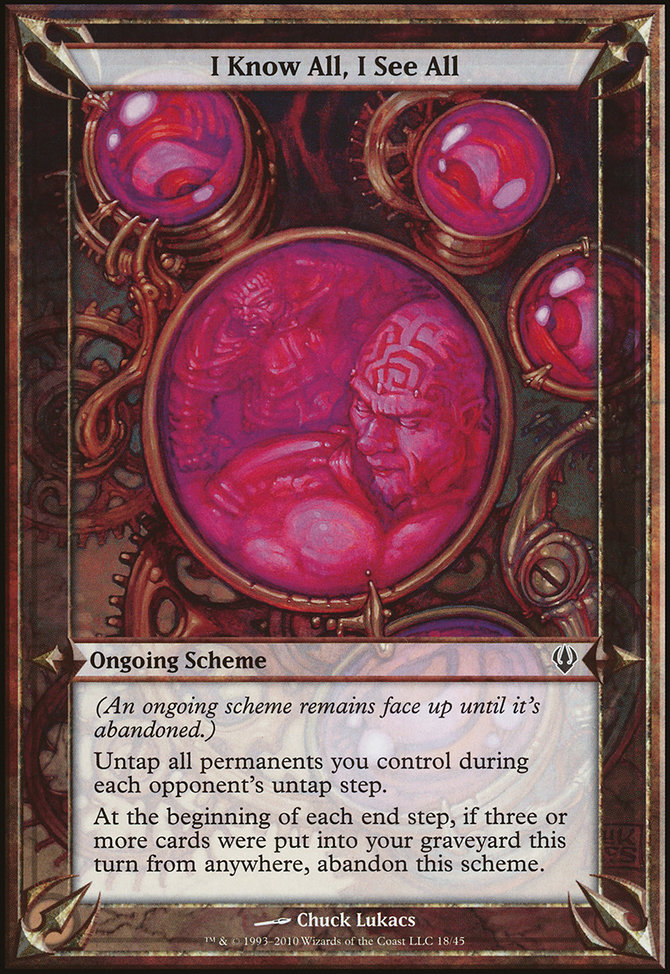 I Know All, I See All
Ongoing Scheme
(An ongoing scheme remains face up until it's
abandoned.)
Untap all permanents you control during
each opponent's untap step.
At the beginning of each end step, if three or
more cards were put into your graveyard this
turn from anywhere, abandon this scheme.
Chuck Lukacs
™ & © 1993–2010 Wizards of the Coast LLC 18/45